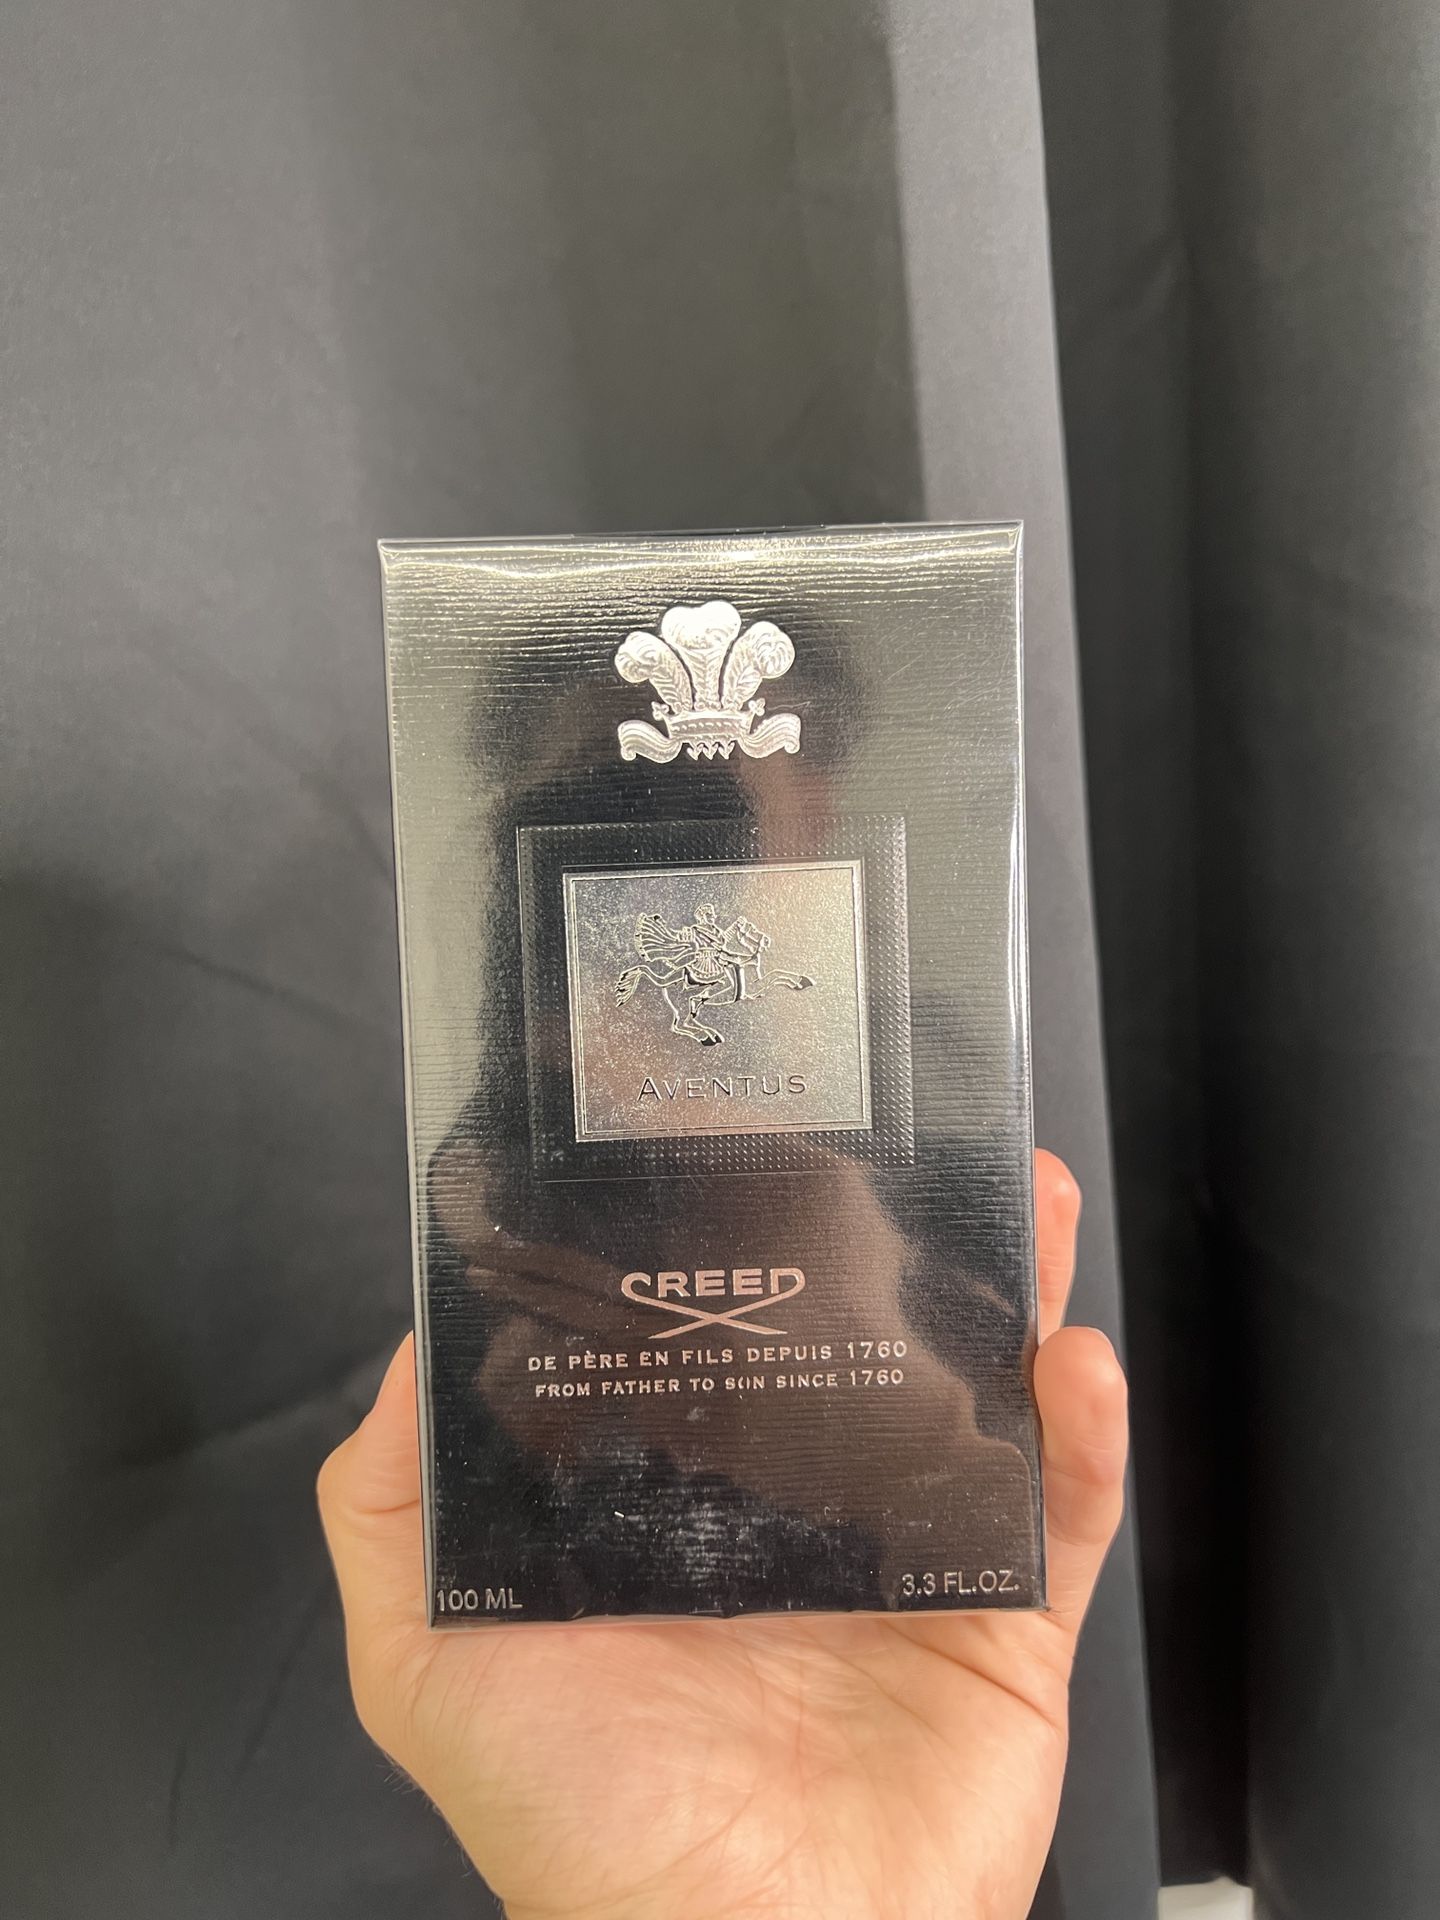 AVENTUS
CREED
DE PÈRE EN FILS DEPUIS 1760
FROM FATHER TO SON SINCE 1760
100 ML
3.3 FL.OZ.